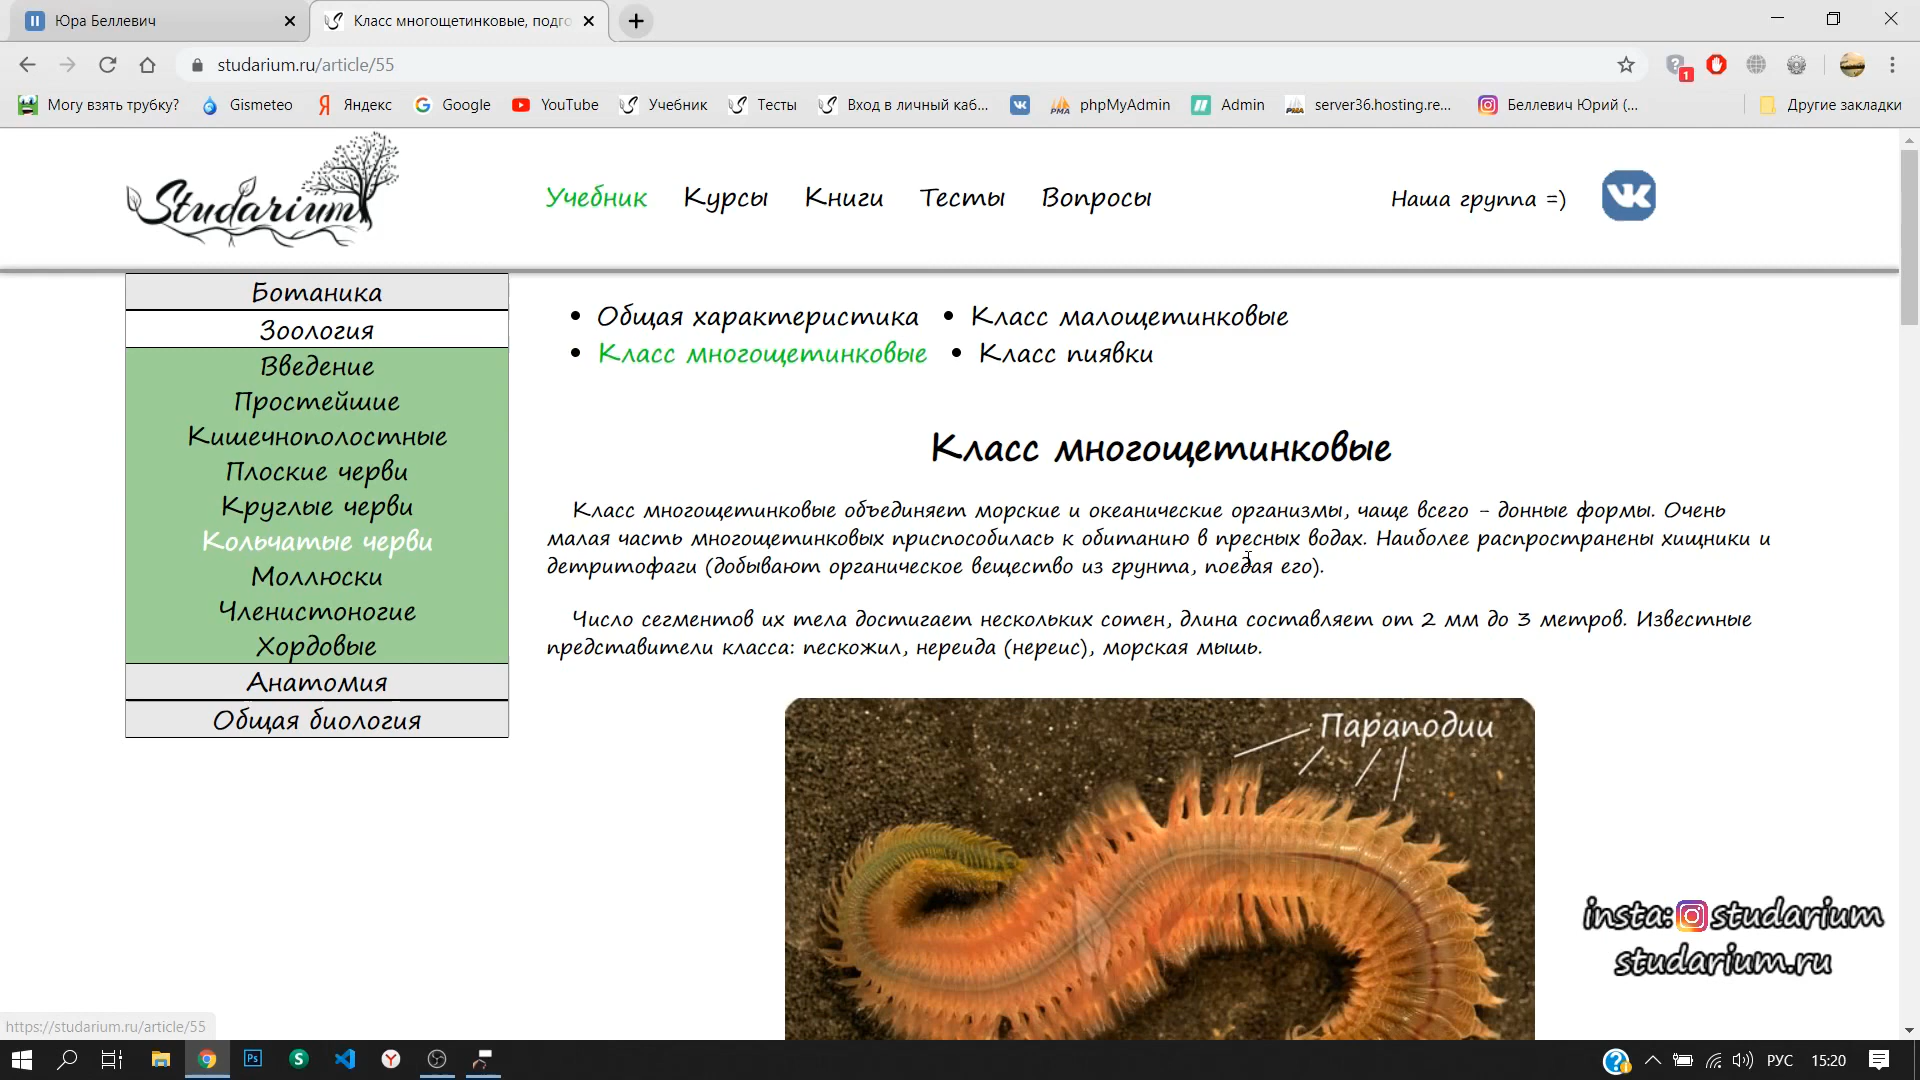 Юра Беллевич
Класс многощетинковые, подго
studarium.ru/article/55
1
Могу взять трубку?
Gismeteo
Яндекс
Google
YouTube
Учебник
Тесты
Вход в личный каб...
phpMyAdmin
Admin
server36.hosting.re...
Беллевич Юрий (...
Другие закладки
Studarium
Учебник
Курсы
Книги
Тесты
Вопросы
Наша группа =)
Ботаника
Зоология
Введение
Простейшие
Кишечнополостные
Плоские черви
Круглые черви
Кольчатые черви
Моллюски
Членистоногие
Хордовые
Анатомия
Общая биология
• Общая характеристика • Класс малощетинковые
• Класс многощетинковые • Класс пиявки
Класс многощетинковые
Класс многощетинковые объединяет морские и океанические организмы, чаще всего - донные формы. Очень
малая часть многощетинковых приспособилась к обитанию в пресных водах. Наиболее распространены хищники и
детритофаги (добывают органическое вещество из грунта, поедая его).
Число сегментов их тела достигает нескольких сотен, длина составляет от 2 мм до 3 метров. Известные
представители класса: пескожил, нереида (нереис), морская мышь.
Параподии
insta: studarium
studarium.ru
https://studarium.ru/article/55
РУС
15:20